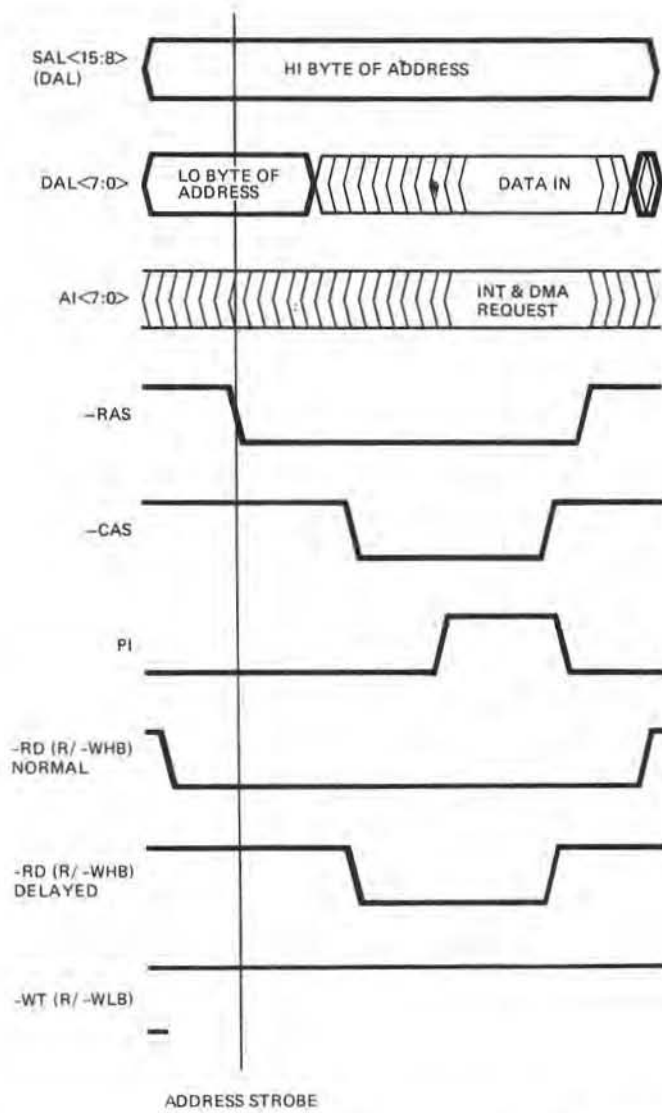 SAL<15:8>
(DAL)
HI BYTE OF ADDRESS
DAL<7:0>
LO BYTE OF
ADDRESS
DATA IN
AI<7:0>
INT & DMA
REQUEST
–RAS
–CAS
PI
-RD (R/ -WHB)
NORMAL
-RD (R/ -WHB)
DELAYED
-WT (R/ -WLB)
ADDRESS STROBE